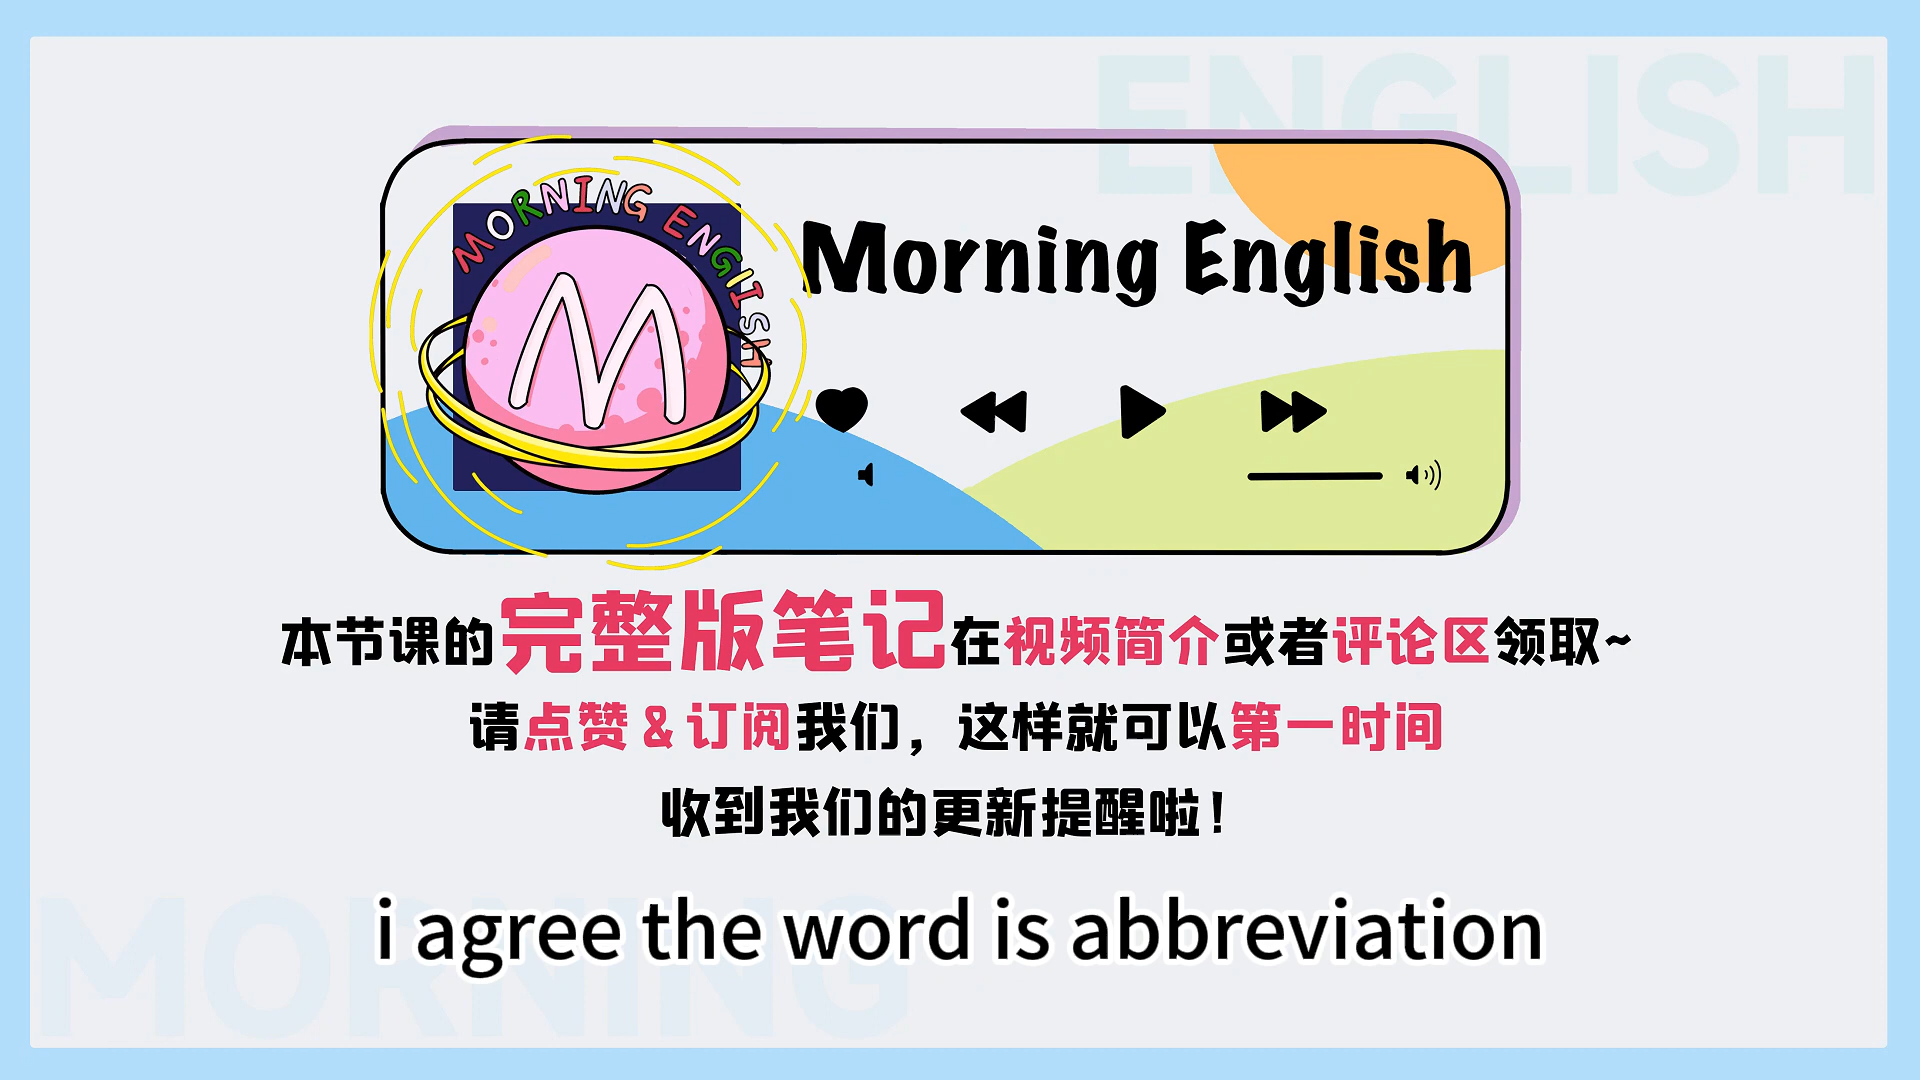 ENGLISH
MORNING ENGLISH
M
Morning English
本节课的完整版笔记在视频简介或者评论区领取~
请点赞&订阅我们，这样就可以第一时间
收到我们的更新提醒啦！
i agree the word is abbreviation
MORNING